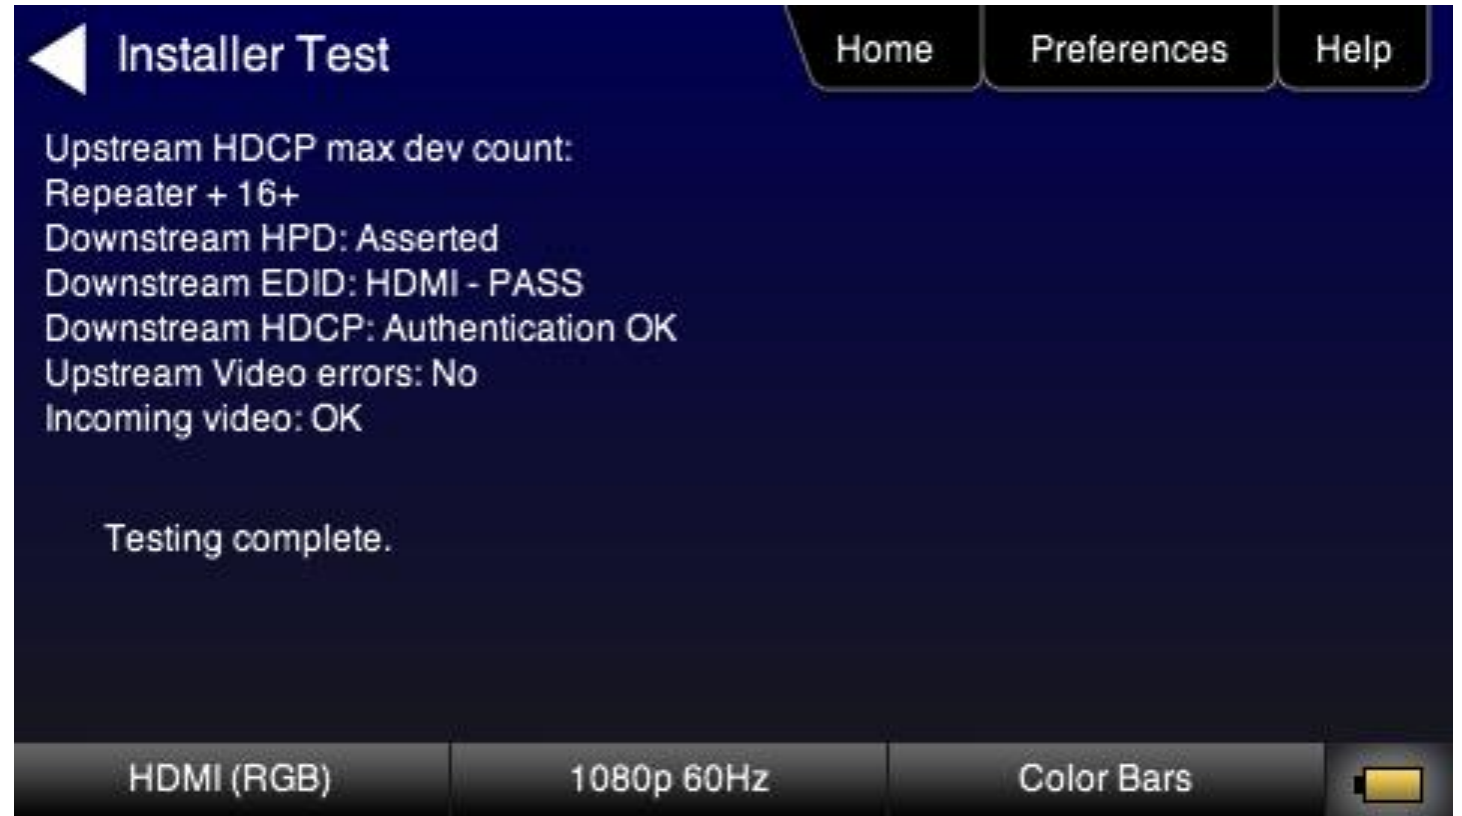 Installer Test
Home
Preferences
Help
Upstream HDCP max dev count:
Repeater + 16+
Downstream HPD: Asserted
Downstream EDID: HDMI - PASS
Downstream HDCP: Authentication OK
Upstream Video errors: No
Incoming video: OK
Testing complete.
HDMI (RGB)
1080p 60Hz
Color Bars